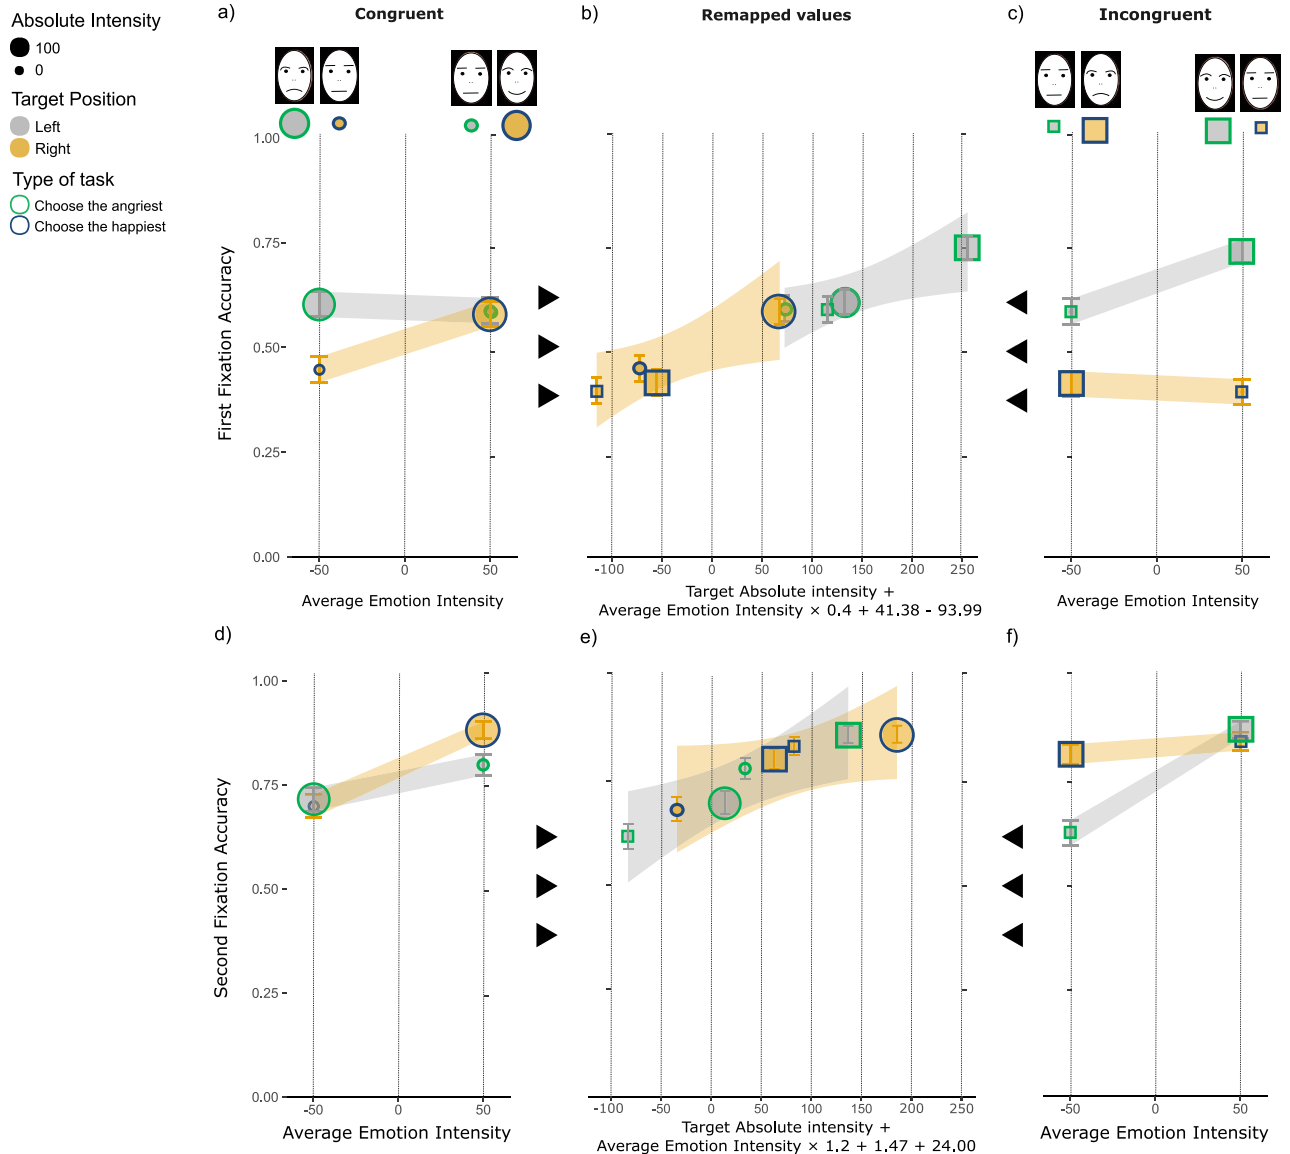 Absolute Intensity
100
0
Target Position
Left
Right
Type of task
Choose the angriest
Choose the happiest
a)
Congruent
b)
Remapped values
c)
Incongruent
First Fixation Accuracy
1.00
0.75
0.50
0.25
0.00
-50
0
50
Average Emotion Intensity
-100
-50
0
50
100
150
200
250
Target Absolute intensity +
Average Emotion Intensity × 0.4 + 41.38 - 93.99
-50
0
50
Average Emotion Intensity
d)
e)
f)
Second Fixation Accuracy
1.00
0.75
0.50
0.25
0.00
-50
0
50
Average Emotion Intensity
-100
-50
0
50
100
150
200
250
Target Absolute intensity +
Average Emotion Intensity × 1.2 + 1.47 + 24.00
-50
0
50
Average Emotion Intensity